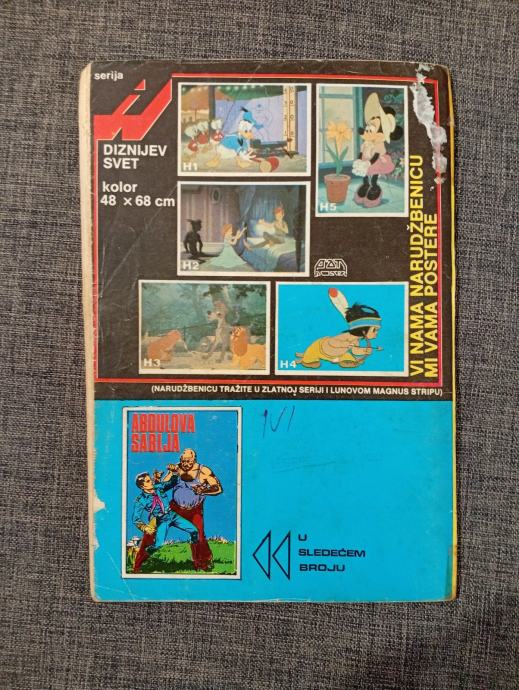 serija
DIZNIJEV
SVET
kolor
48 × 68 cm
H1
H5
H2
H3
H4
VI NAMA NARUDŽBENICU
MI VAMA POSTERE
(NARUDŽBENICU TRAŽITE U ZLATNOJ SERIJI I LUNOVOM MAGNUS STRIPU)
ABDULOVA
SABLJA
U
SLEDEĆEM
BROJU